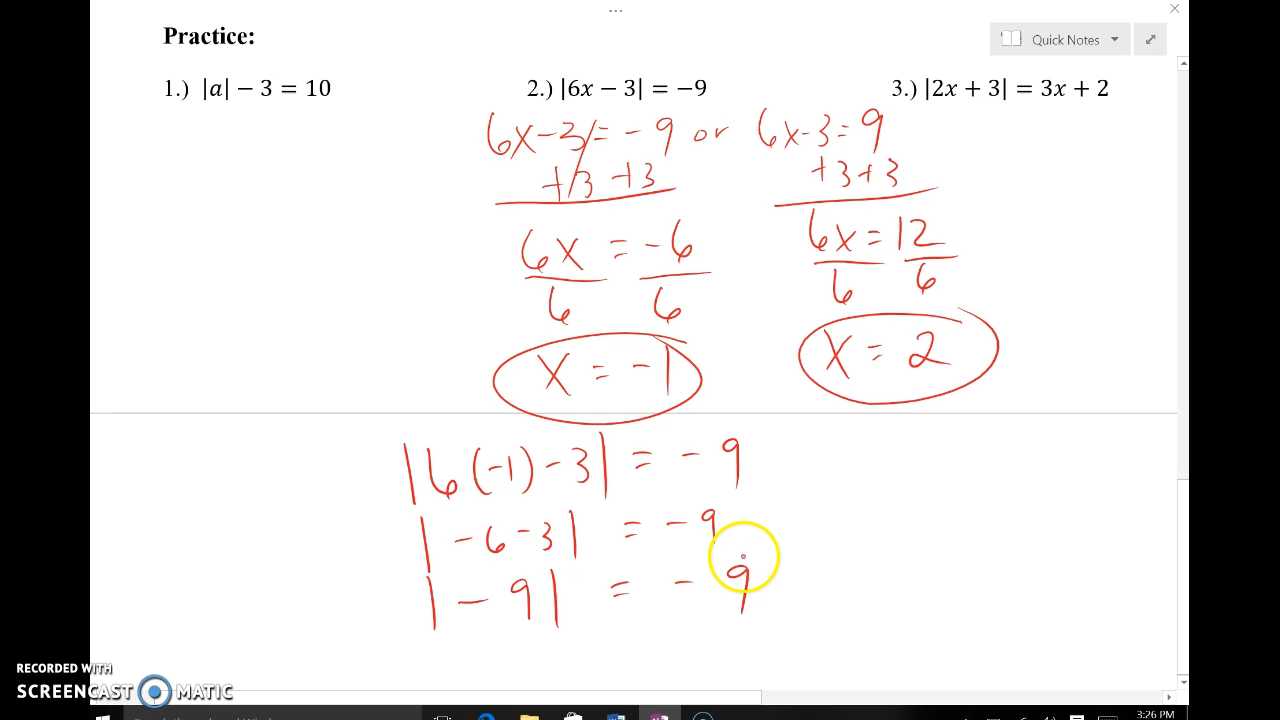 Practice:
Quick Notes
1.) |a| − 3 = 10
2.) |6x − 3| = −9
3.) |2x + 3| = 3x + 2
6x-3 = -9 or 6x-3=9
+3 +3
+3+3
6x = -6
6 6
6x = 12
6 6
x = -1
x = 2
|6(-1)-3| = -9
|-6-3| = -9
|-9| = -9
RECORDED WITH
SCREENCAST MATIC
3:26 PM